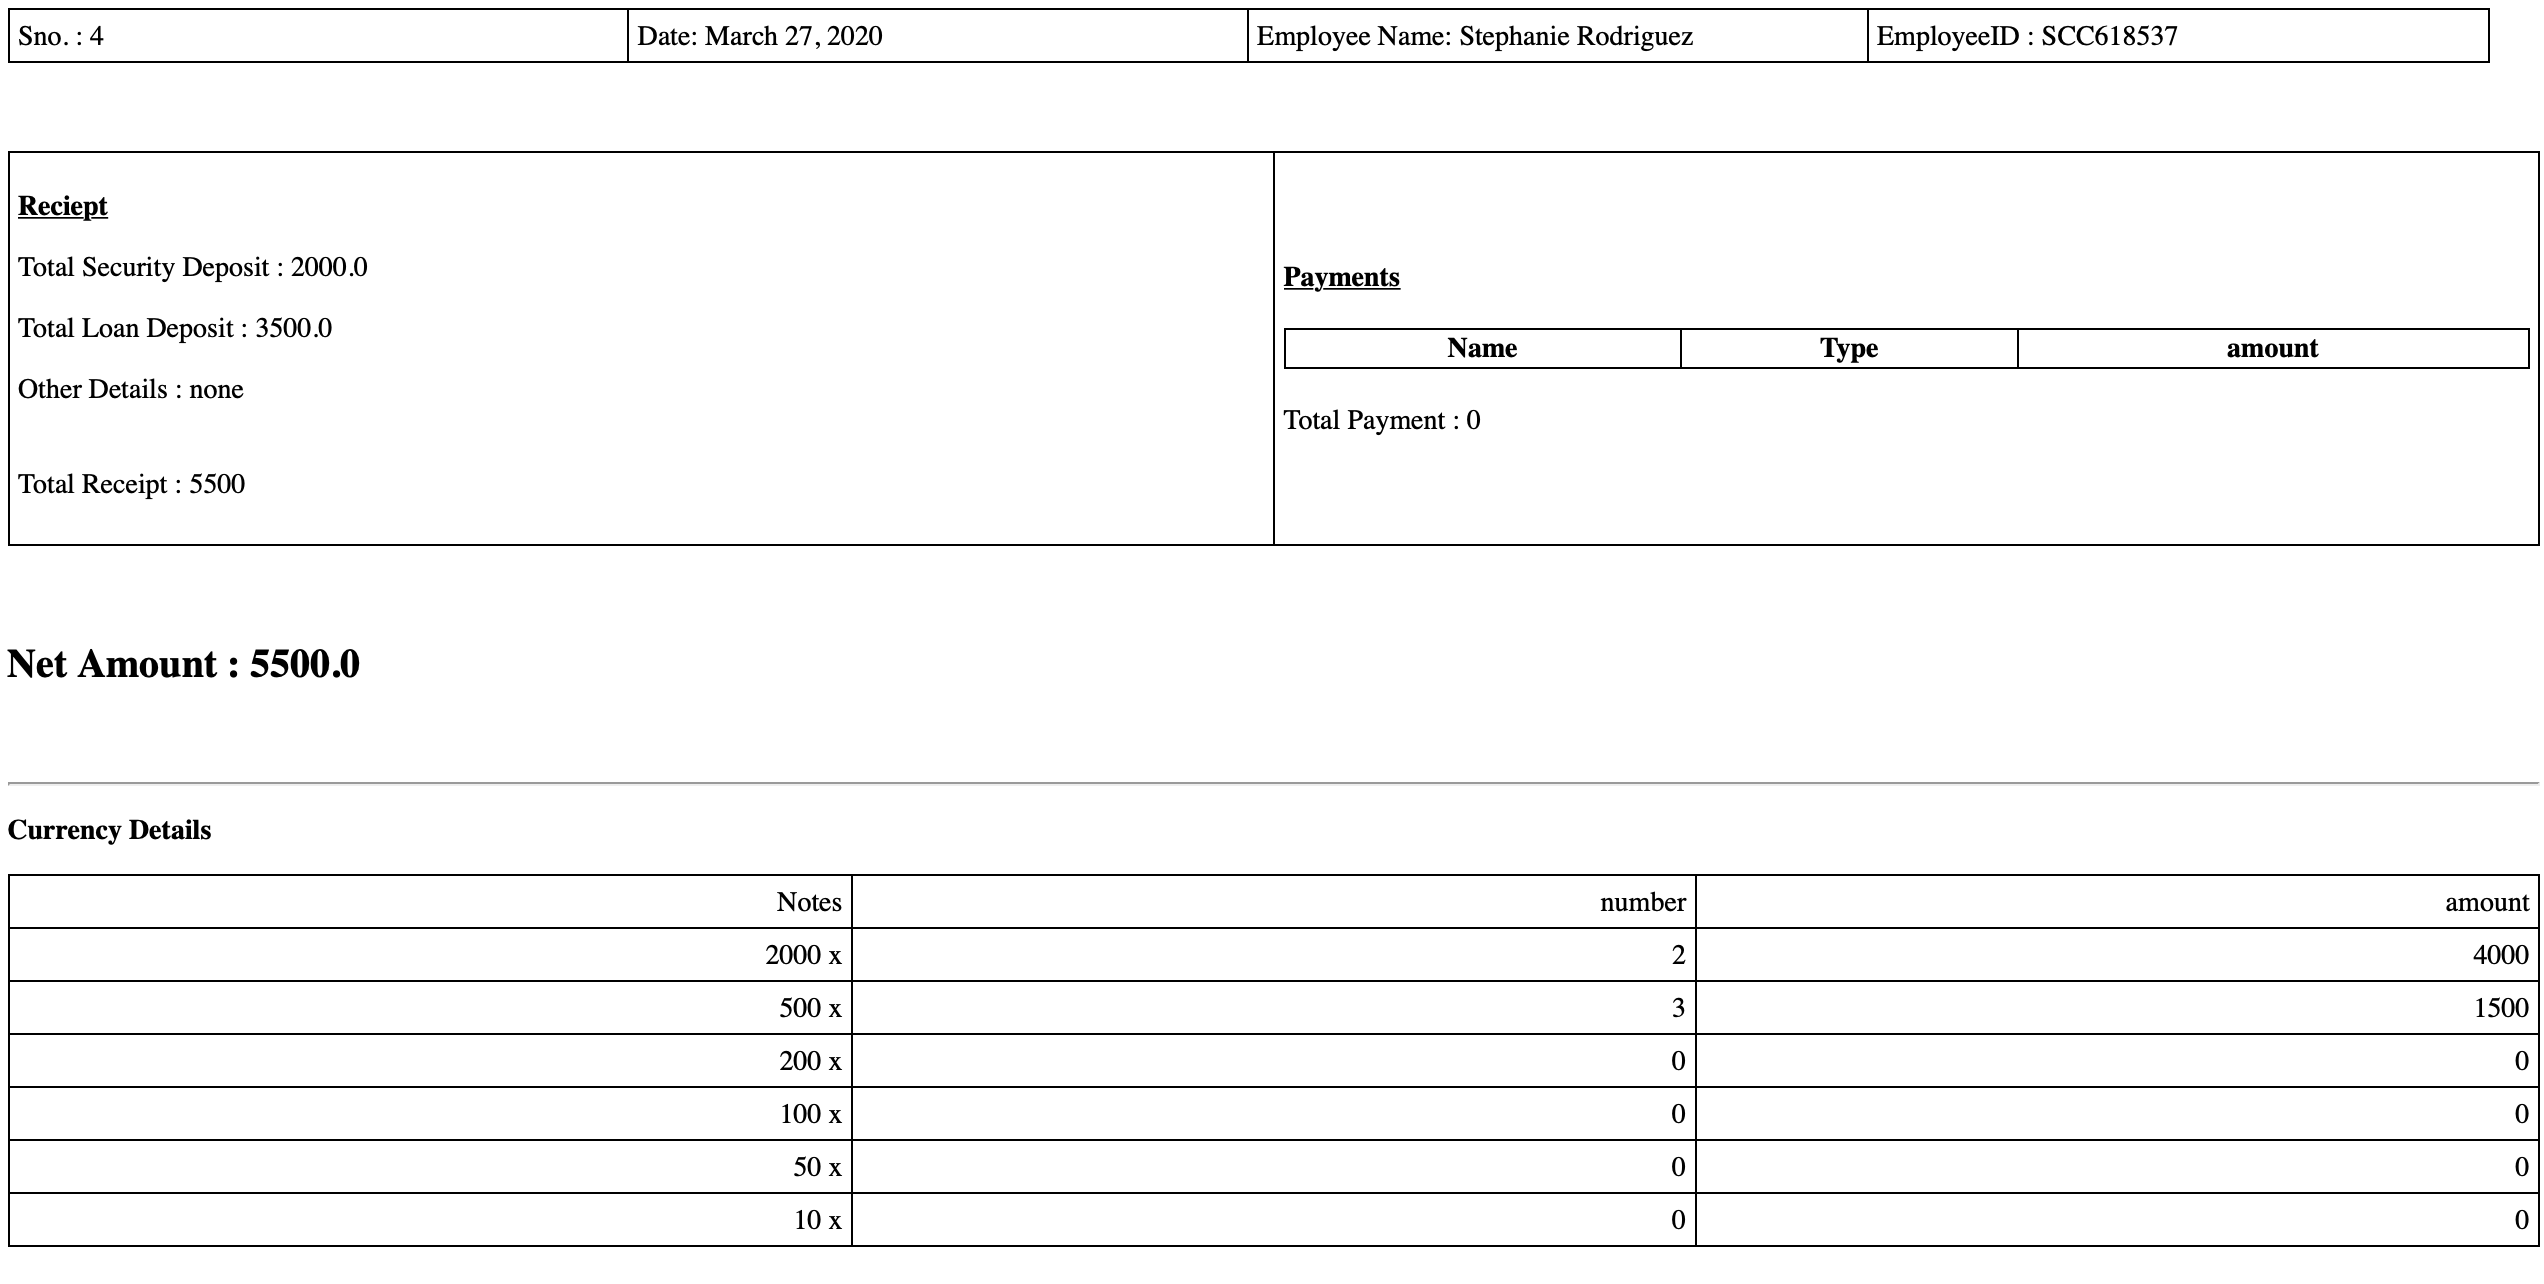 Sno. : 4 Date: March 27, 2020 Employee Name: Stephanie Rodriguez EmployeeID : SCC618537
Reciept
Total Security Deposit : 2000.0
Total Loan Deposit : 3500.0
Other Details : none
Total Receipt : 5500
Payments
Name Type amount
Total Payment : 0
Net Amount : 5500.0
Currency Details
Notes number amount
2000 x 2 4000
500 x 3 1500
200 x 0 0
100 x 0 0
50 x 0 0
10 x 0 0